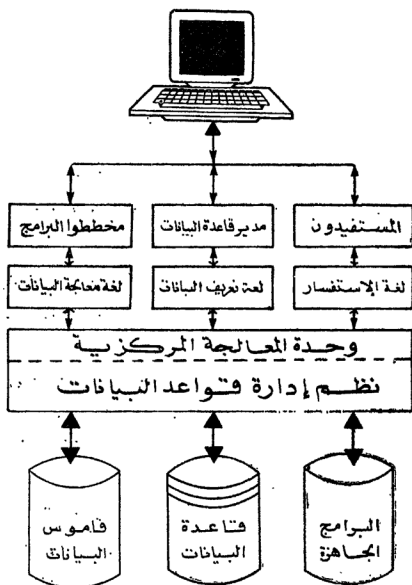 المستفيدون
مدير قاعدة البيانات
مخططوا البرامج
لغة الاستفسار
لغة تعريف البيانات
لغة معالجة البيانات
وحدة المعالجة المركزية
نظم إدارة قواعد البيانات
البرامج
الجاهزة
قاعدة
البيانات
قاموس
البيانات